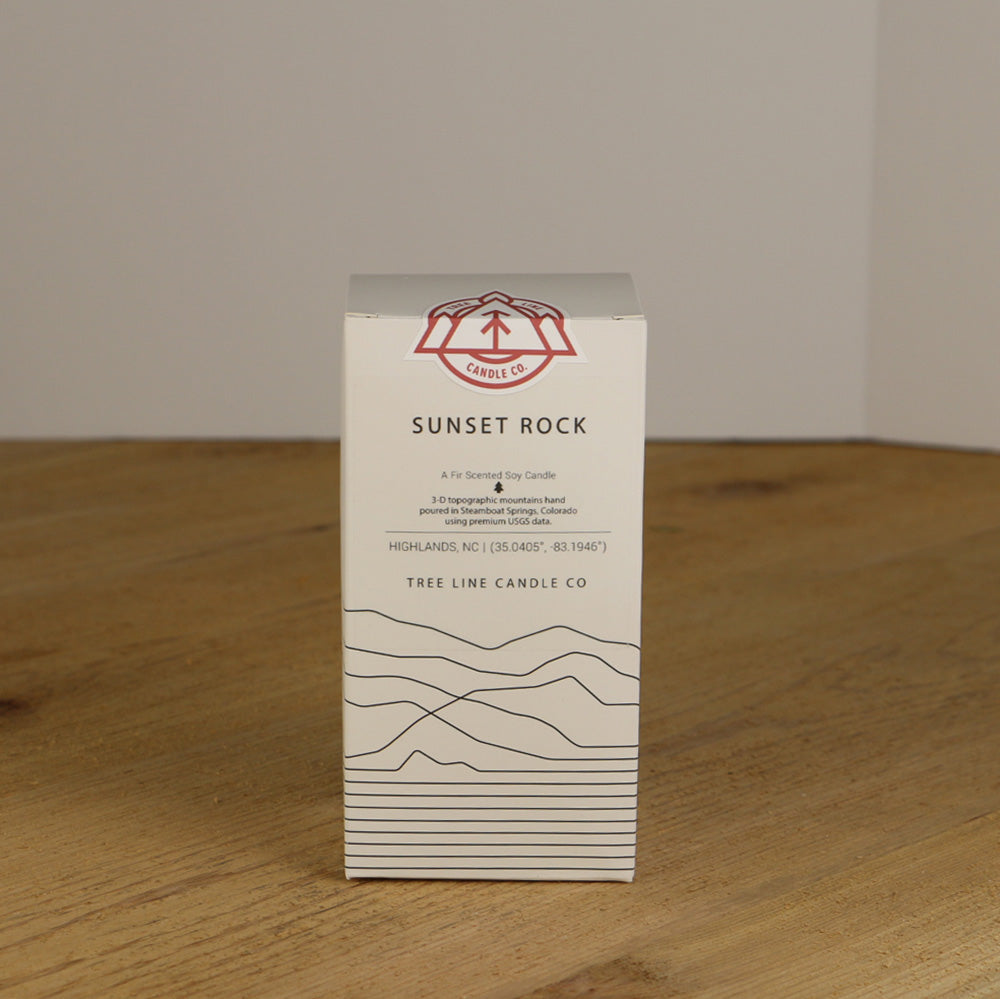 TREE LINE
CANDLE CO.
SUNSET ROCK
A Fir Scented Soy Candle
3-D topographic mountains hand
poured in Steamboat Springs, Colorado
using premium USGS data.
HIGHLANDS, NC | (35.0405°, -83.1946°)
TREE LINE CANDLE CO